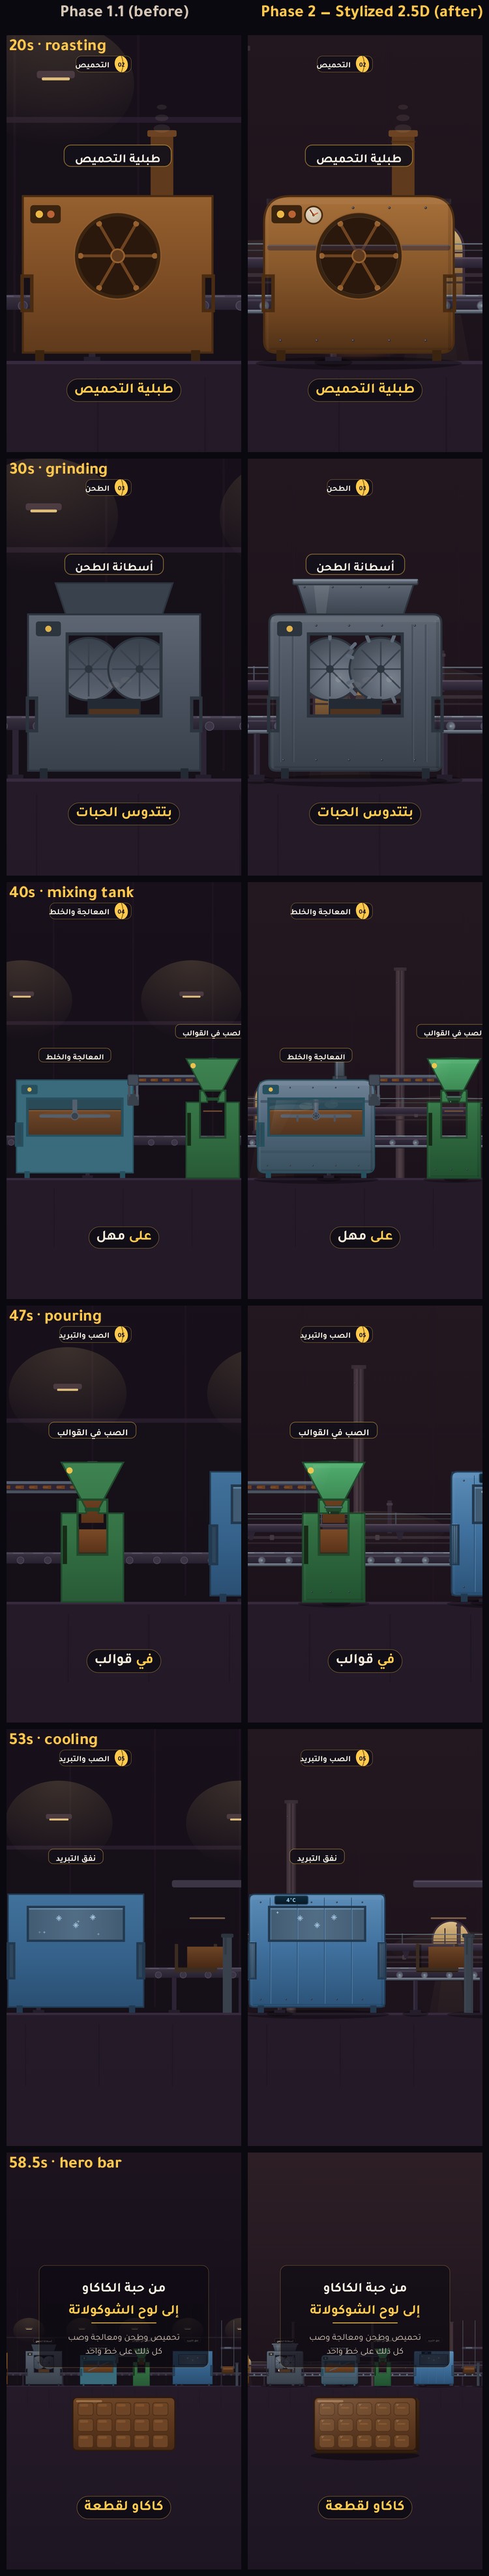 Phase 1.1 (before)
Phase 2 – Stylized 2.5D (after)
20s · roasting
التحميص 02
التحميص 02
طبلية التحميص
طبلية التحميص
طبلية التحميص
طبلية التحميص
30s · grinding
الطحن 03
الطحن 03
أسطانة الطحن
أسطانة الطحن
بتتدوس الحبات
بتتدوس الحبات
40s · mixing tank
المعالجة والخلط 04
المعالجة والخلط 04
لصب في القوالب
لصب في القوالب
المعالجة والخلط
المعالجة والخلط
على مهل
على مهل
47s · pouring
الصب والتبريد 05
الصب والتبريد 05
الصب في القوالب
الصب في القوالب
في قوالب
في قوالب
53s · cooling
الصب والتبريد 05
الصب والتبريد 05
نفق التبريد
نفق التبريد
4°C
58.5s · hero bar
من حبة الكاكاو
إلى لوح الشوكولاتة
تحميص وطحن ومعالجة وصب
كل ذلك على خط واحد
من حبة الكاكاو
إلى لوح الشوكولاتة
تحميص وطحن ومعالجة وصب
كل ذلك على خط واحد
كاكاو لقطعة
كاكاو لقطعة